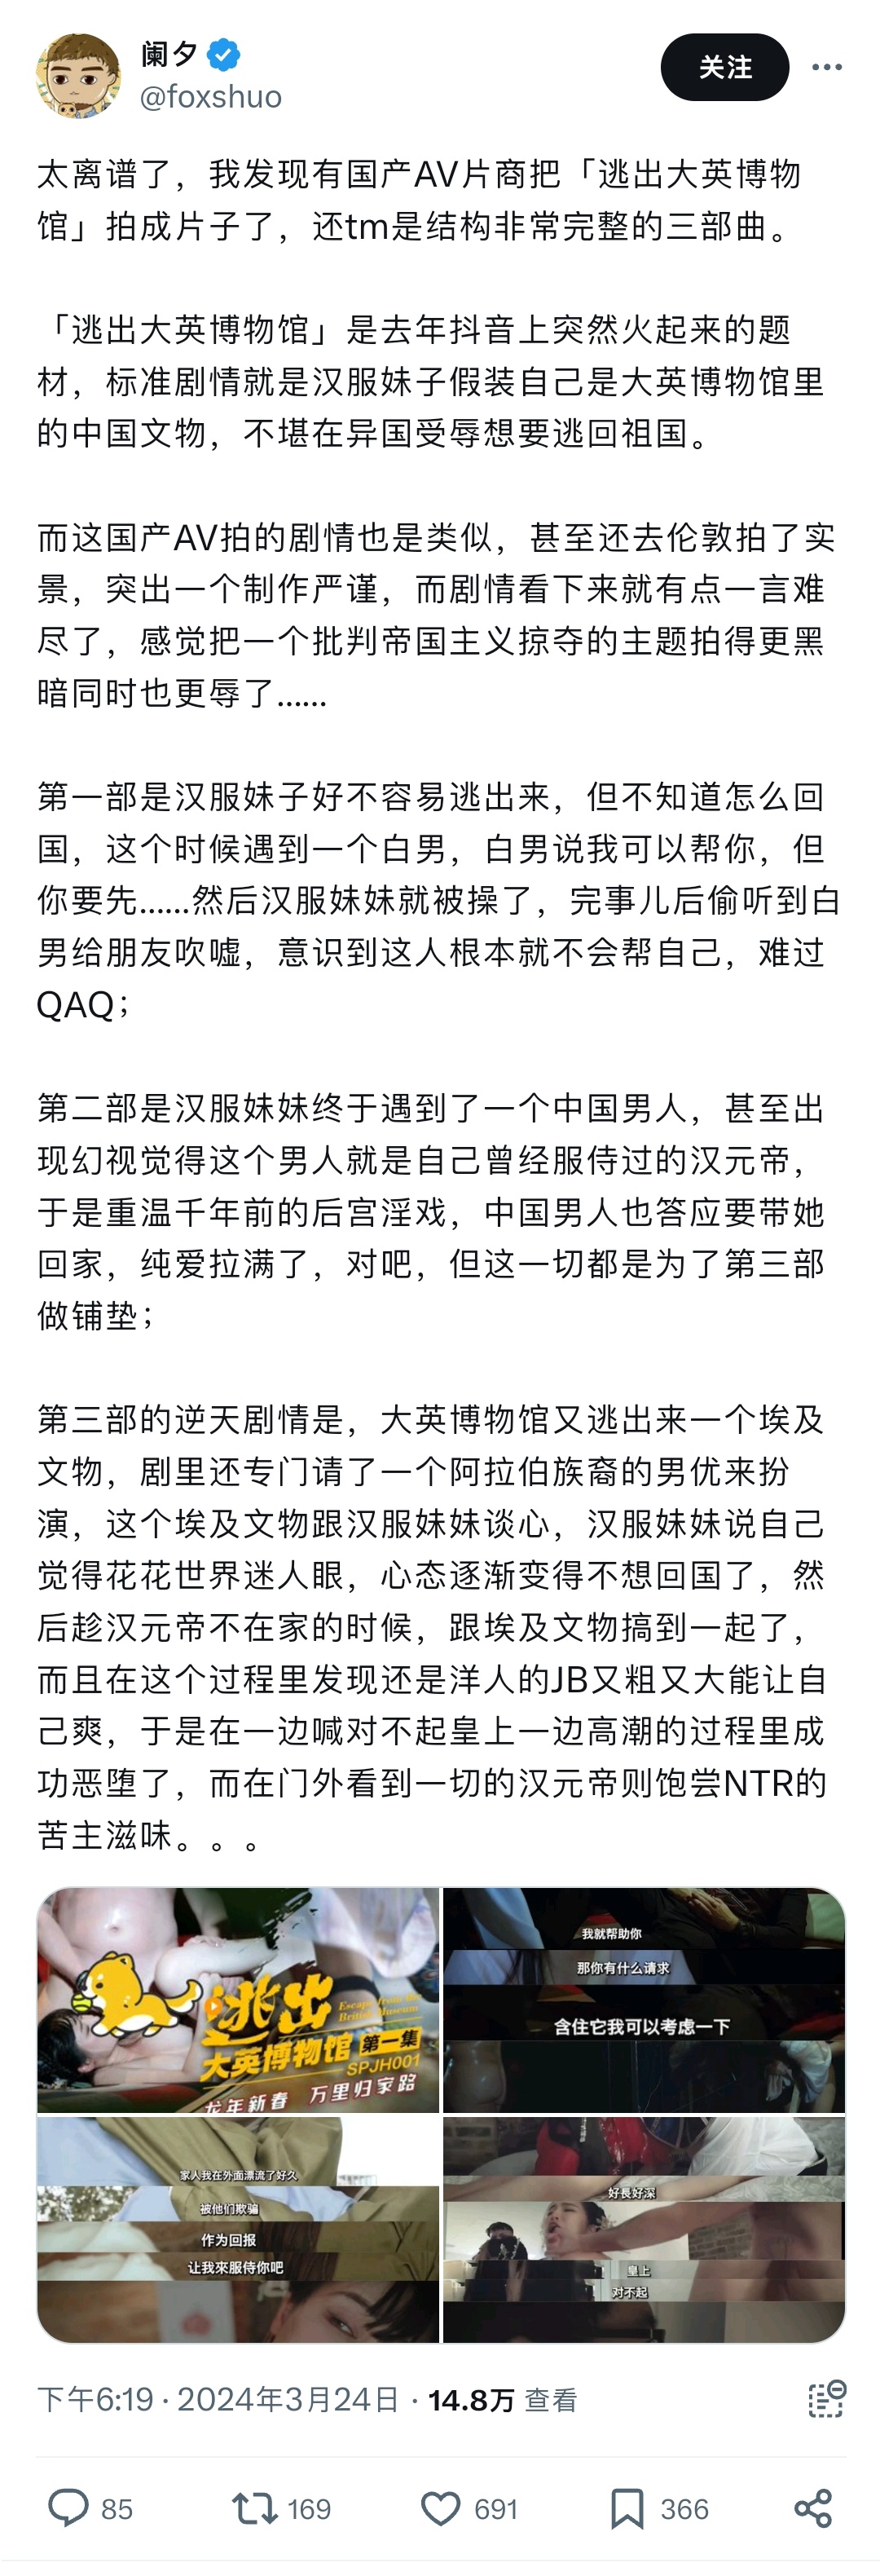 阑夕
@foxshuo
关注
太离谱了，我发现有国产AV片商把「逃出大英博物
馆」拍成片子了，还tm是结构非常完整的三部曲。
「逃出大英博物馆」是去年抖音上突然火起来的题
材，标准剧情就是汉服妹子假装自己是大英博物馆里
的中国文物，不堪在异国受辱想要逃回祖国。
而这国产AV拍的剧情也是类似，甚至还去伦敦拍了实
景，突出一个制作严谨，而剧情看下来就有点一言难
尽了，感觉把一个批判帝国主义掠夺的主题拍得更黑
暗同时也更辱了......
第一部是汉服妹子好不容易逃出来，但不知道怎么回
国，这个时候遇到一个白男，白男说我可以帮你，但
你要先......然后汉服妹妹就被操了，完事儿后偷听到白
男给朋友吹嘘，意识到这人根本就不会帮自己，难过
QAQ；
第二部是汉服妹妹终于遇到了一个中国男人，甚至出
现幻视觉得这个男人就是自己曾经服侍过的汉元帝，
于是重温千年前的后宫淫戏，中国男人也答应要带她
回家，纯爱拉满了，对吧，但这一切都是为了第三部
做铺垫；
第三部的逆天剧情是，大英博物馆又逃出来一个埃及
文物，剧里还专门请了一个阿拉伯族裔的男优来扮
演，这个埃及文物跟汉服妹妹谈心，汉服妹妹说自己
觉得花花世界迷人眼，心态逐渐变得不想回国了，然
后趁汉元帝不在家的时候，跟埃及文物搞到一起了，
而且在这个过程里发现还是洋人的JB又粗又大能让自
己爽，于是在一边喊对不起皇上一边高潮的过程里成
功恶堕了，而在门外看到一切的汉元帝则饱尝NTR的
苦主滋味。。。
逃出
Escape from the
British Museum
大英博物馆 第一集
SPJH001
龙年新春 万里归家路
我就帮助你
那你有什么请求
含住它我可以考虑一下
家人我在外面漂流了好久
被他们欺骗
作为回报
让我來服侍你吧
好長好深
皇上
对不起
下午6:19 · 2024年3月24日 · 14.8万 查看
85
169
691
366